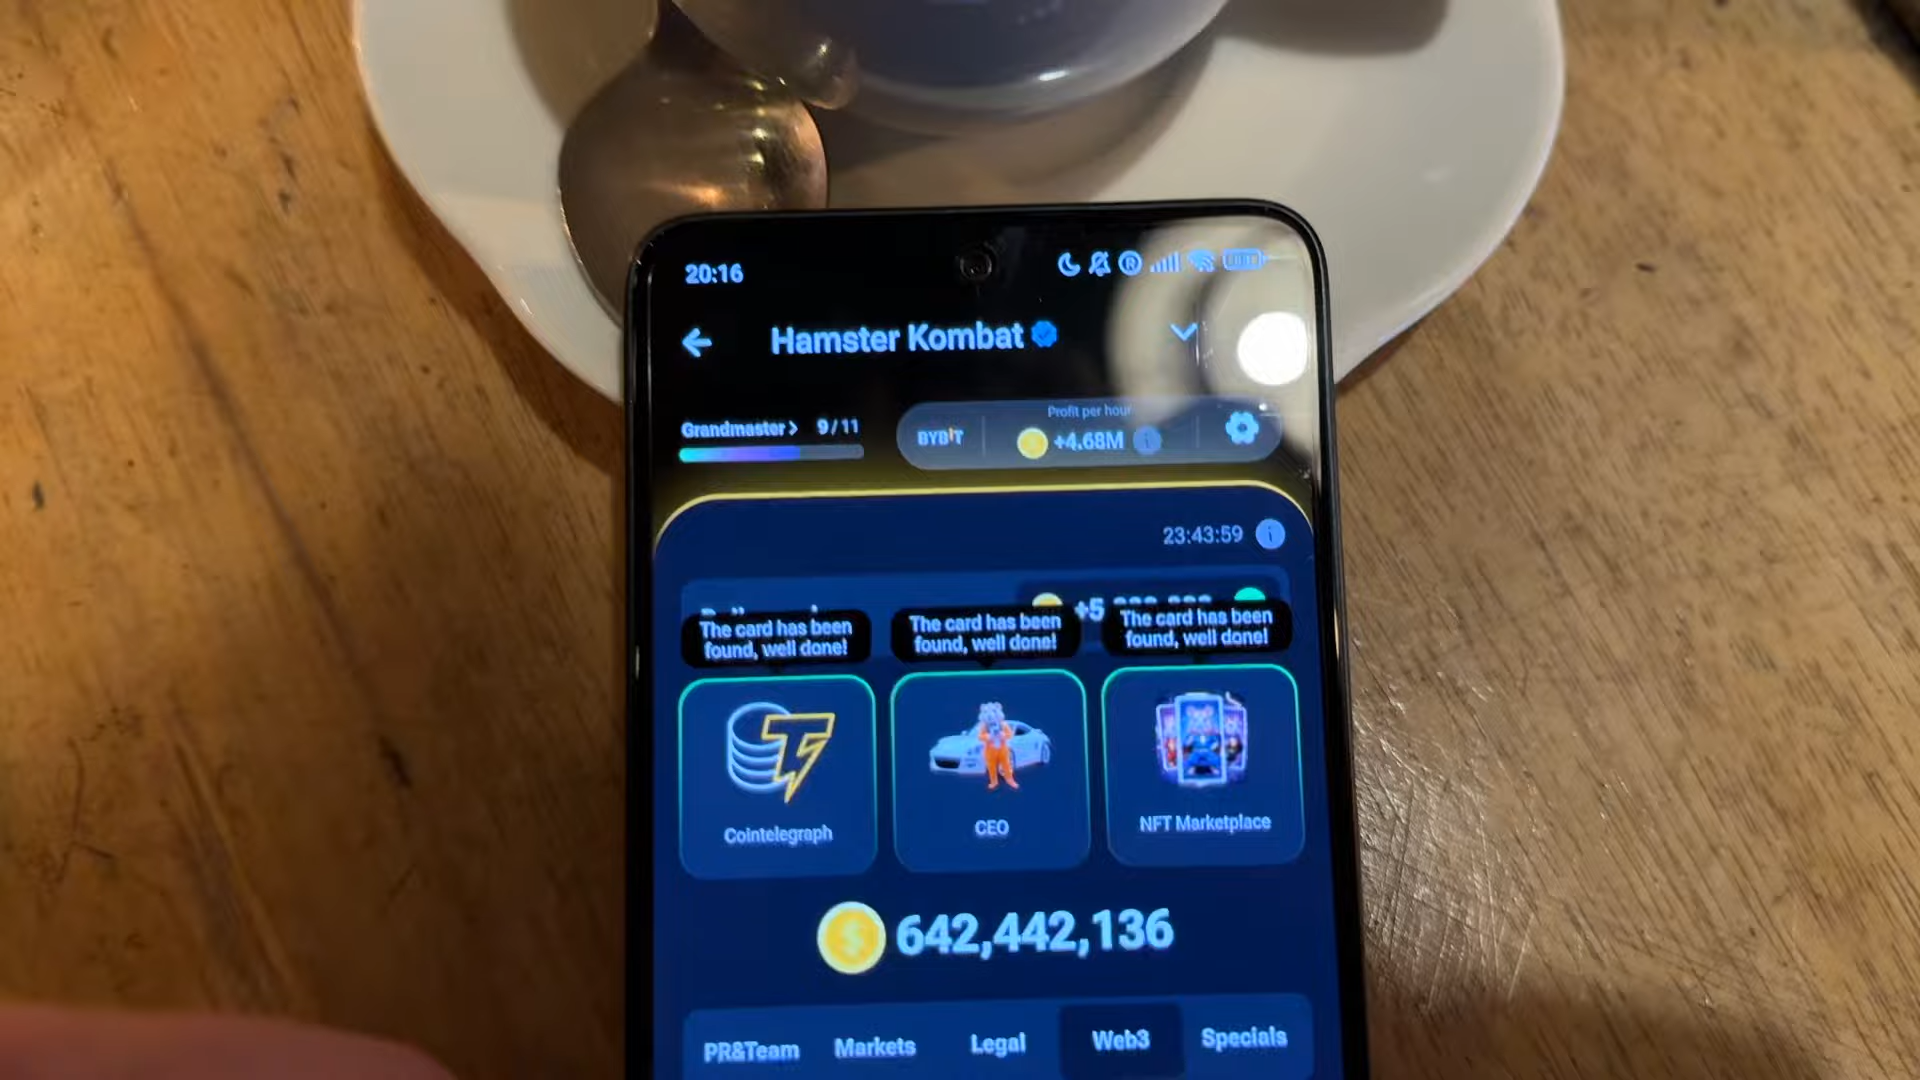 20:16
Hamster Kombat
Grandmaster > 9/11
BYBIT
Profit per hour
+4.68M
23:43:59
+5
The card has been
found, well done!
The card has been
found, well done!
The card has been
found, well done!
Cointelegraph
CEO
NFT Marketplace
642,442,136
PR&Team Markets Legal Web3 Specials